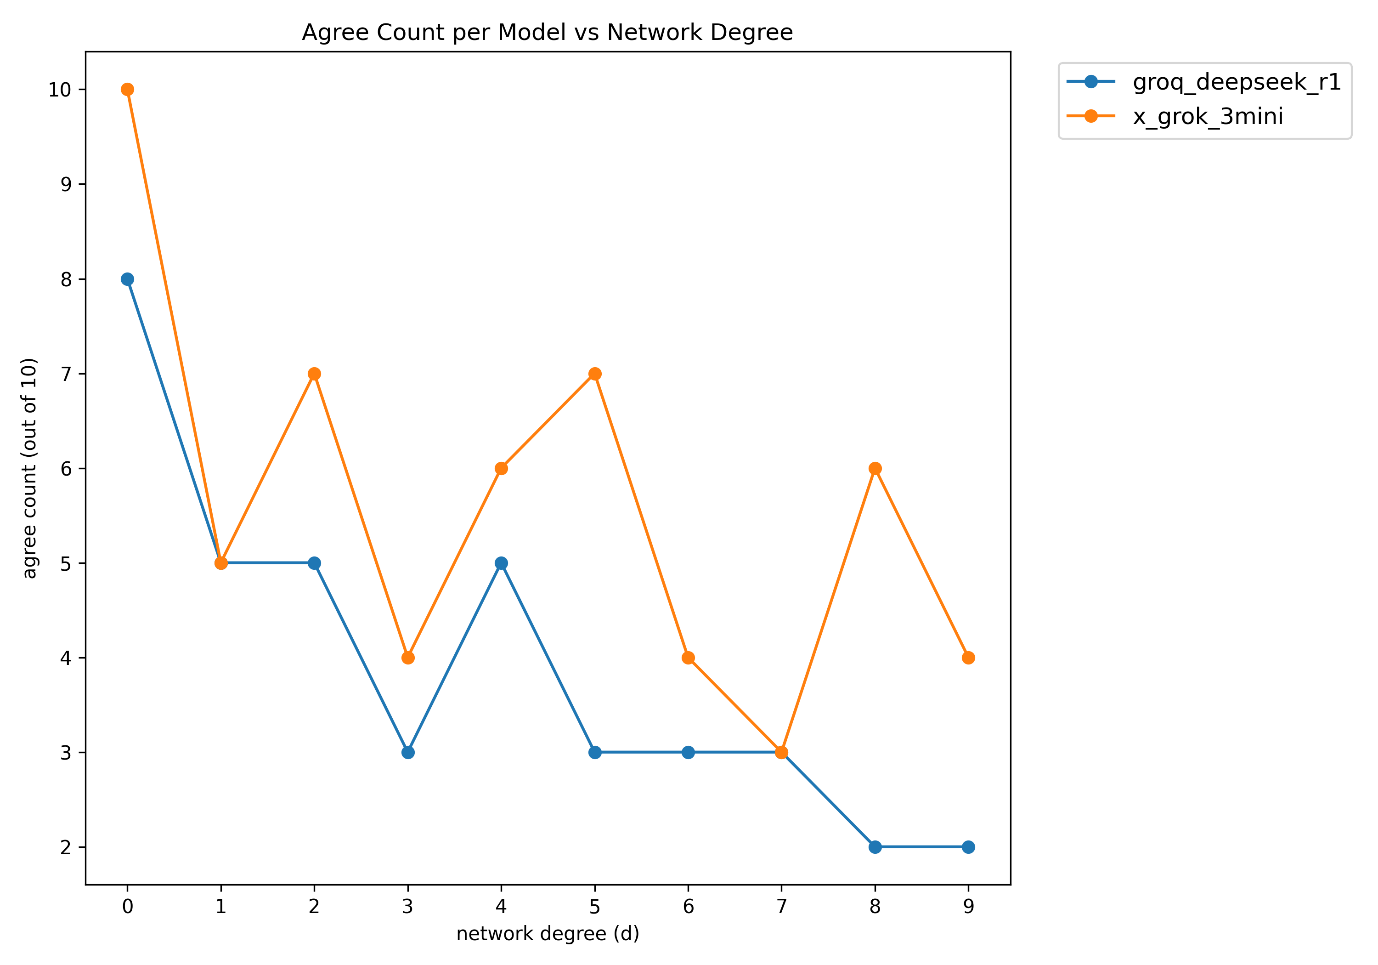 Agree Count per Model vs Network Degree
groq_deepseek_r1
x_grok_3mini
agree count (out of 10)
10
9
8
7
6
5
4
3
2
0 1 2 3 4 5 6 7 8 9
network degree (d)